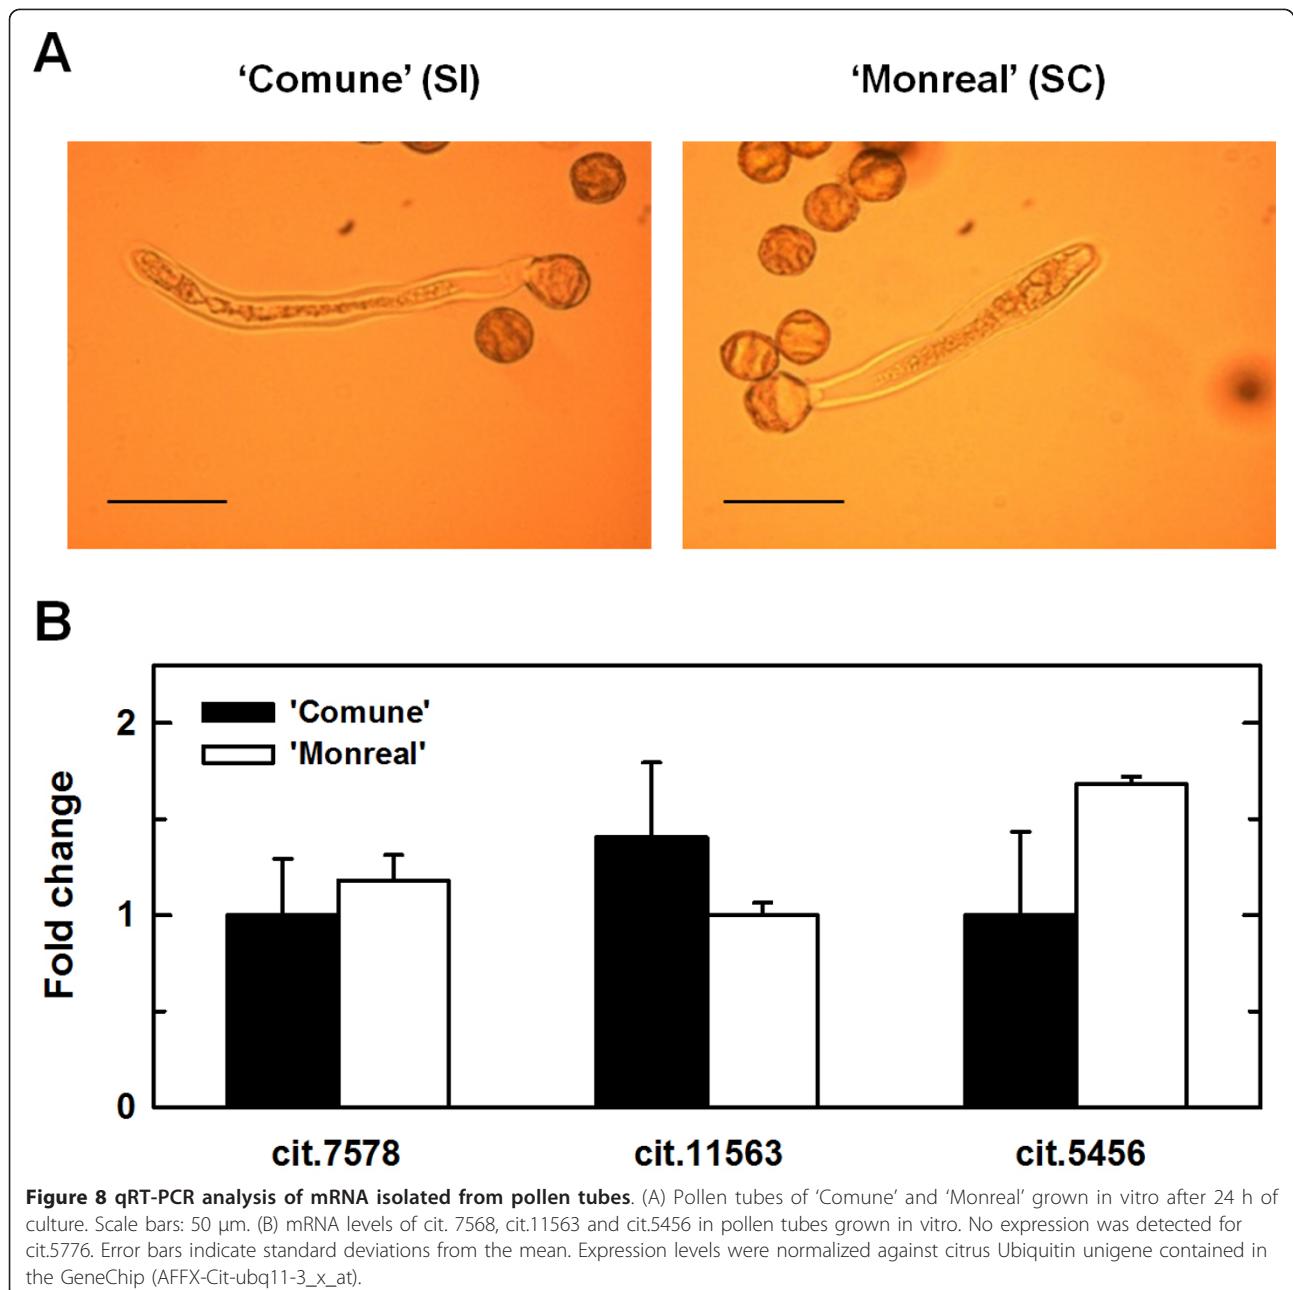 A
‘Comune’ (SI)
‘Monreal’ (SC)
B
'Comune'
'Monreal'
Fold change
2
1
0
cit.7578
cit.11563
cit.5456
Figure 8 qRT-PCR analysis of mRNA isolated from pollen tubes. (A) Pollen tubes of ‘Comune’ and ‘Monreal’ grown in vitro after 24 h of
culture. Scale bars: 50 μm. (B) mRNA levels of cit. 7568, cit.11563 and cit.5456 in pollen tubes grown in vitro. No expression was detected for
cit.5776. Error bars indicate standard deviations from the mean. Expression levels were normalized against citrus Ubiquitin unigene contained in
the GeneChip (AFFX-Cit-ubq11-3_x_at).